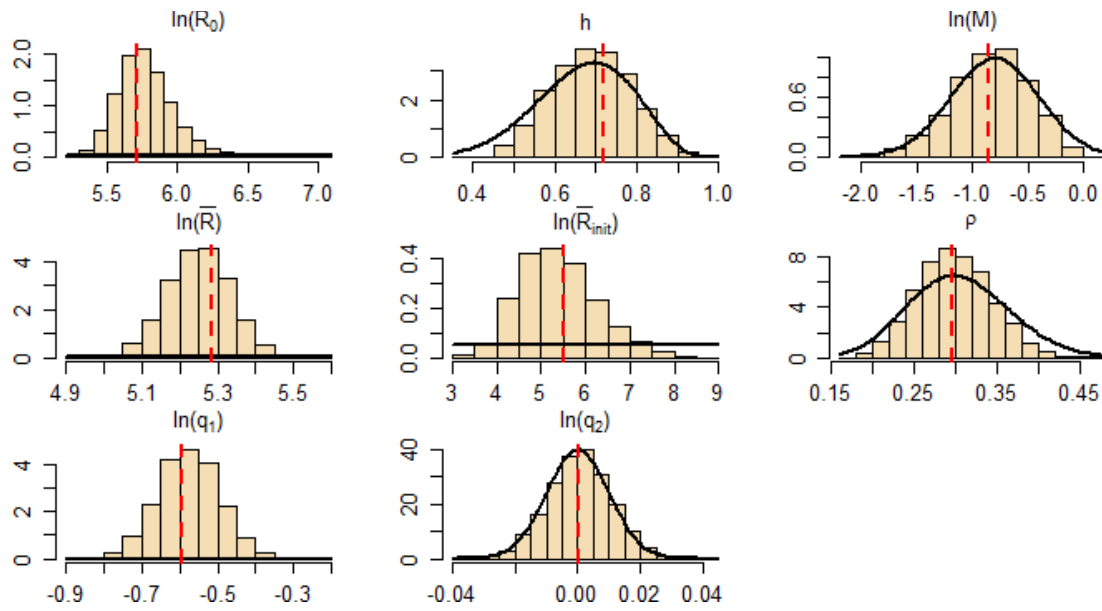 ln(R₀) h ln(M)
0.0 1.0 2.0
5.5 6.0 6.5 7.0
0 2
0.4 0.6 0.8 1.0
0.0 0.6
-2.0 -1.5 -1.0 -0.5 0.0
ln(R̅) ln(R̅init) ρ
0 2 4
4.9 5.1 5.3 5.5
0.0 0.2 0.4
3 4 5 6 7 8 9
0 4 8
0.15 0.25 0.35 0.45
ln(q₁) ln(q₂)
0 2 4
-0.9 -0.7 -0.5 -0.3
0 20 40
-0.04 0.00 0.02 0.04